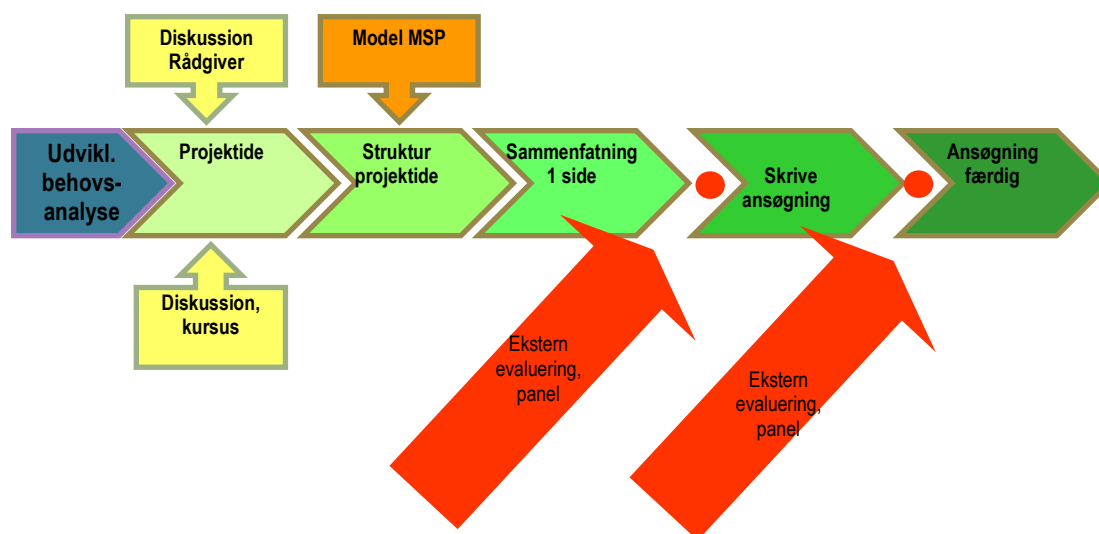 Diskussion
Rådgiver
Model MSP
Udvikl.
behovs-
analyse
Projektide
Struktur
projektide
Sammenfatning
1 side
Skrive
ansøgning
Ansøgning
færdig
Diskussion,
kursus
Ekstern
evaluering,
panel
Ekstern
evaluering,
panel